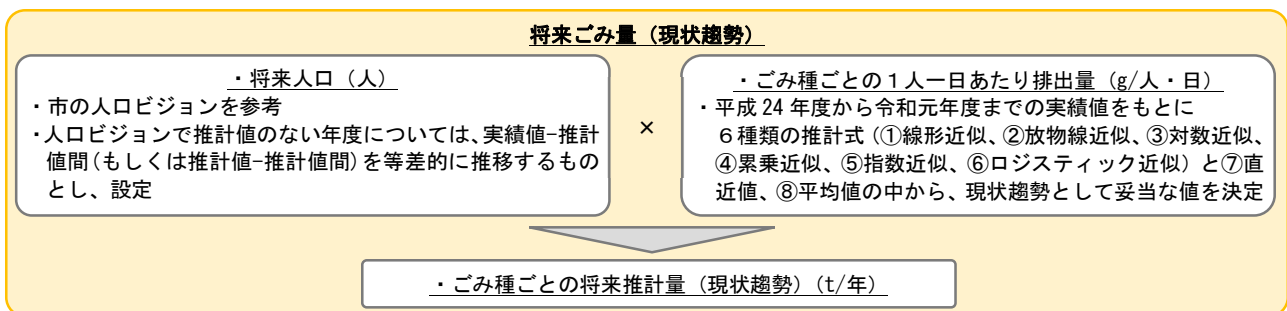 将来ごみ量（現状趨勢）
・将来人口（人）
・市の人口ビジョンを参考
・人口ビジョンで推計値のない年度については、実績値-推計
値間（もしくは推計値-推計値間）を等差的に推移するもの
とし、設定
×
・ごみ種ごとの１人一日あたり排出量（g/人・日）
・平成 24 年度から令和元年度までの実績値をもとに
６種類の推計式（①線形近似、②放物線近似、③対数近似、
④累乗近似、⑤指数近似、⑥ロジスティック近似）と⑦直
近値、⑧平均値の中から、現状趨勢として妥当な値を決定
・ごみ種ごとの将来推計量（現状趨勢）（t/年）